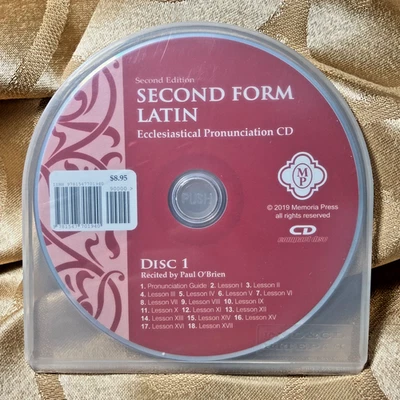 Second Edition
SECOND FORM
LATIN
Ecclesiastical Pronunciation CD
$8.95
PUSH
MP
© 2019 Memoria Press
all rights reserved
CD
compact disc
DISC 1
Recited by Paul O'Brien
1. Pronunciation Guide 2. Lesson I 3. Lesson II
4. Lesson III 5. Lesson IV 6. Lesson V 7. Lesson VI
8. Lesson VII 9. Lesson VIII 10. Lesson IX
11. Lesson X 12. Lesson XI 13. Lesson XII
14. Lesson XIII 15. Lesson XIV 16. Lesson XV
17. Lesson XVI 18. Lesson XVII